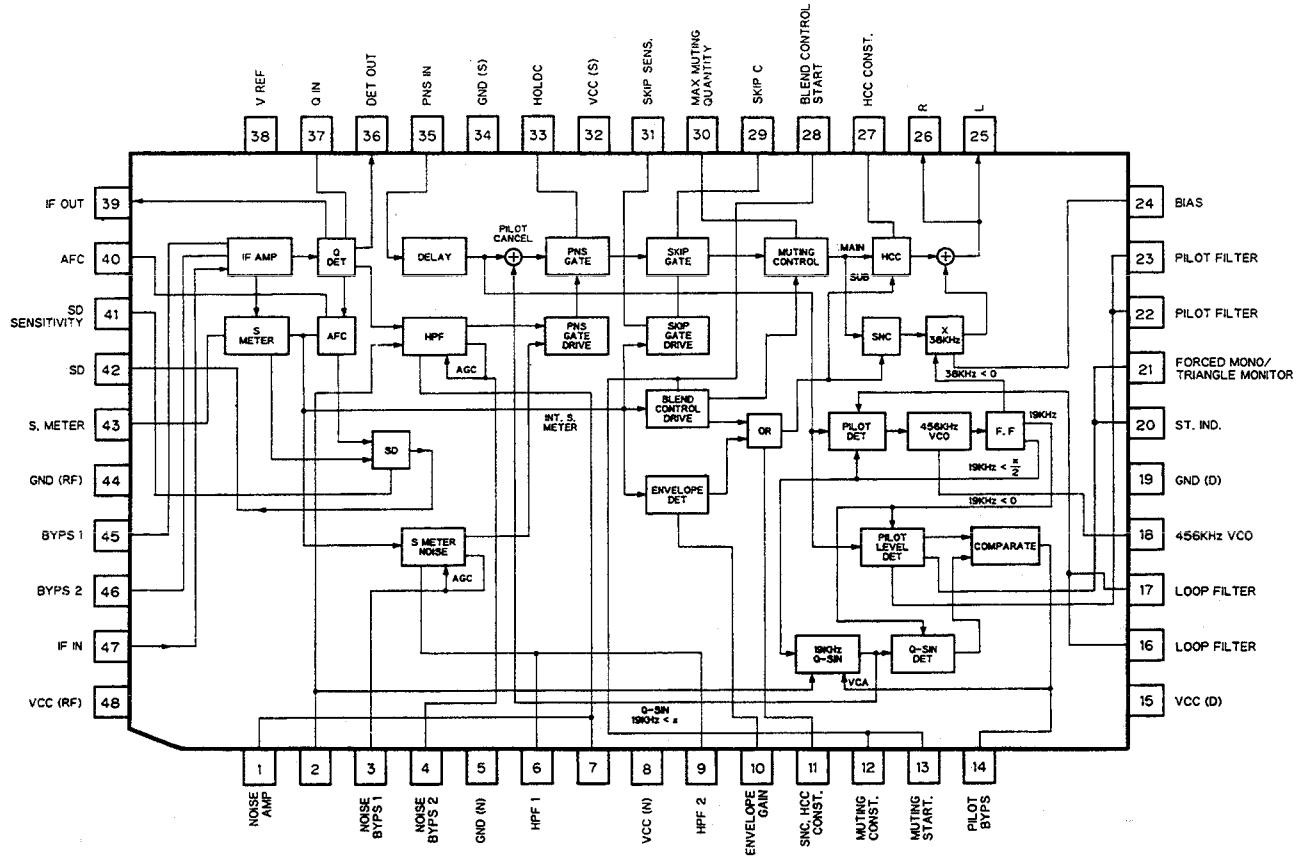 V REF
Q IN
DET OUT
PNS IN
GND (S)
HOLDC
VCC (S)
SKIP SENS.
MAX MUTING
QUANTITY
SKIP C
BLEND CONTROL
START
HCC CONST.
R
L
38
37
36
35
34
33
32
31
30
29
28
27
26
25
IF OUT
39
AFC
40
SD
SENSITIVITY
41
SD
42
S. METER
43
GND (RF)
44
BYPS 1
45
BYPS 2
46
IF IN
47
VCC (RF)
48
IF AMP
Q
DET
DELAY
PILOT
CANCEL
+
PNS
GATE
SKIP
GATE
MUTING
CONTROL
MAIN
SUB
HCC
+
S
METER
AFC
HPF
AGC
PNS
GATE
DRIVE
SKIP
GATE
DRIVE
SNC
X
38KHz
38KHz < 0
INT. S.
METER
BLEND
CONTROL
DRIVE
OR
PILOT
DET
456KHz
VCO
F. F
19KHz
19KHz < π/2
19KHz < 0
SD
ENVELOPE
DET
S METER
NOISE
AGC
PILOT
LEVEL
DET
COMPARATE
19KHz
Q-SIN
VCA
Q-SIN
DET
Q-SIN
19KHz < x
24
BIAS
23
PILOT FILTER
22
PILOT FILTER
21
FORCED MONO/
TRIANGLE MONITOR
20
ST. IND.
19
GND (D)
18
456KHz VCO
17
LOOP FILTER
16
LOOP FILTER
15
VCC (D)
1
2
3
4
5
6
7
8
9
10
11
12
13
14
NOISE
AMP
NOISE
BYPS 1
NOISE
BYPS 2
GND (N)
HPF 1
VCC (N)
HPF 2
ENVELOPE
GAIN
SNC, HCC
CONST.
MUTING
CONST.
MUTING
START.
PILOT
BYPS